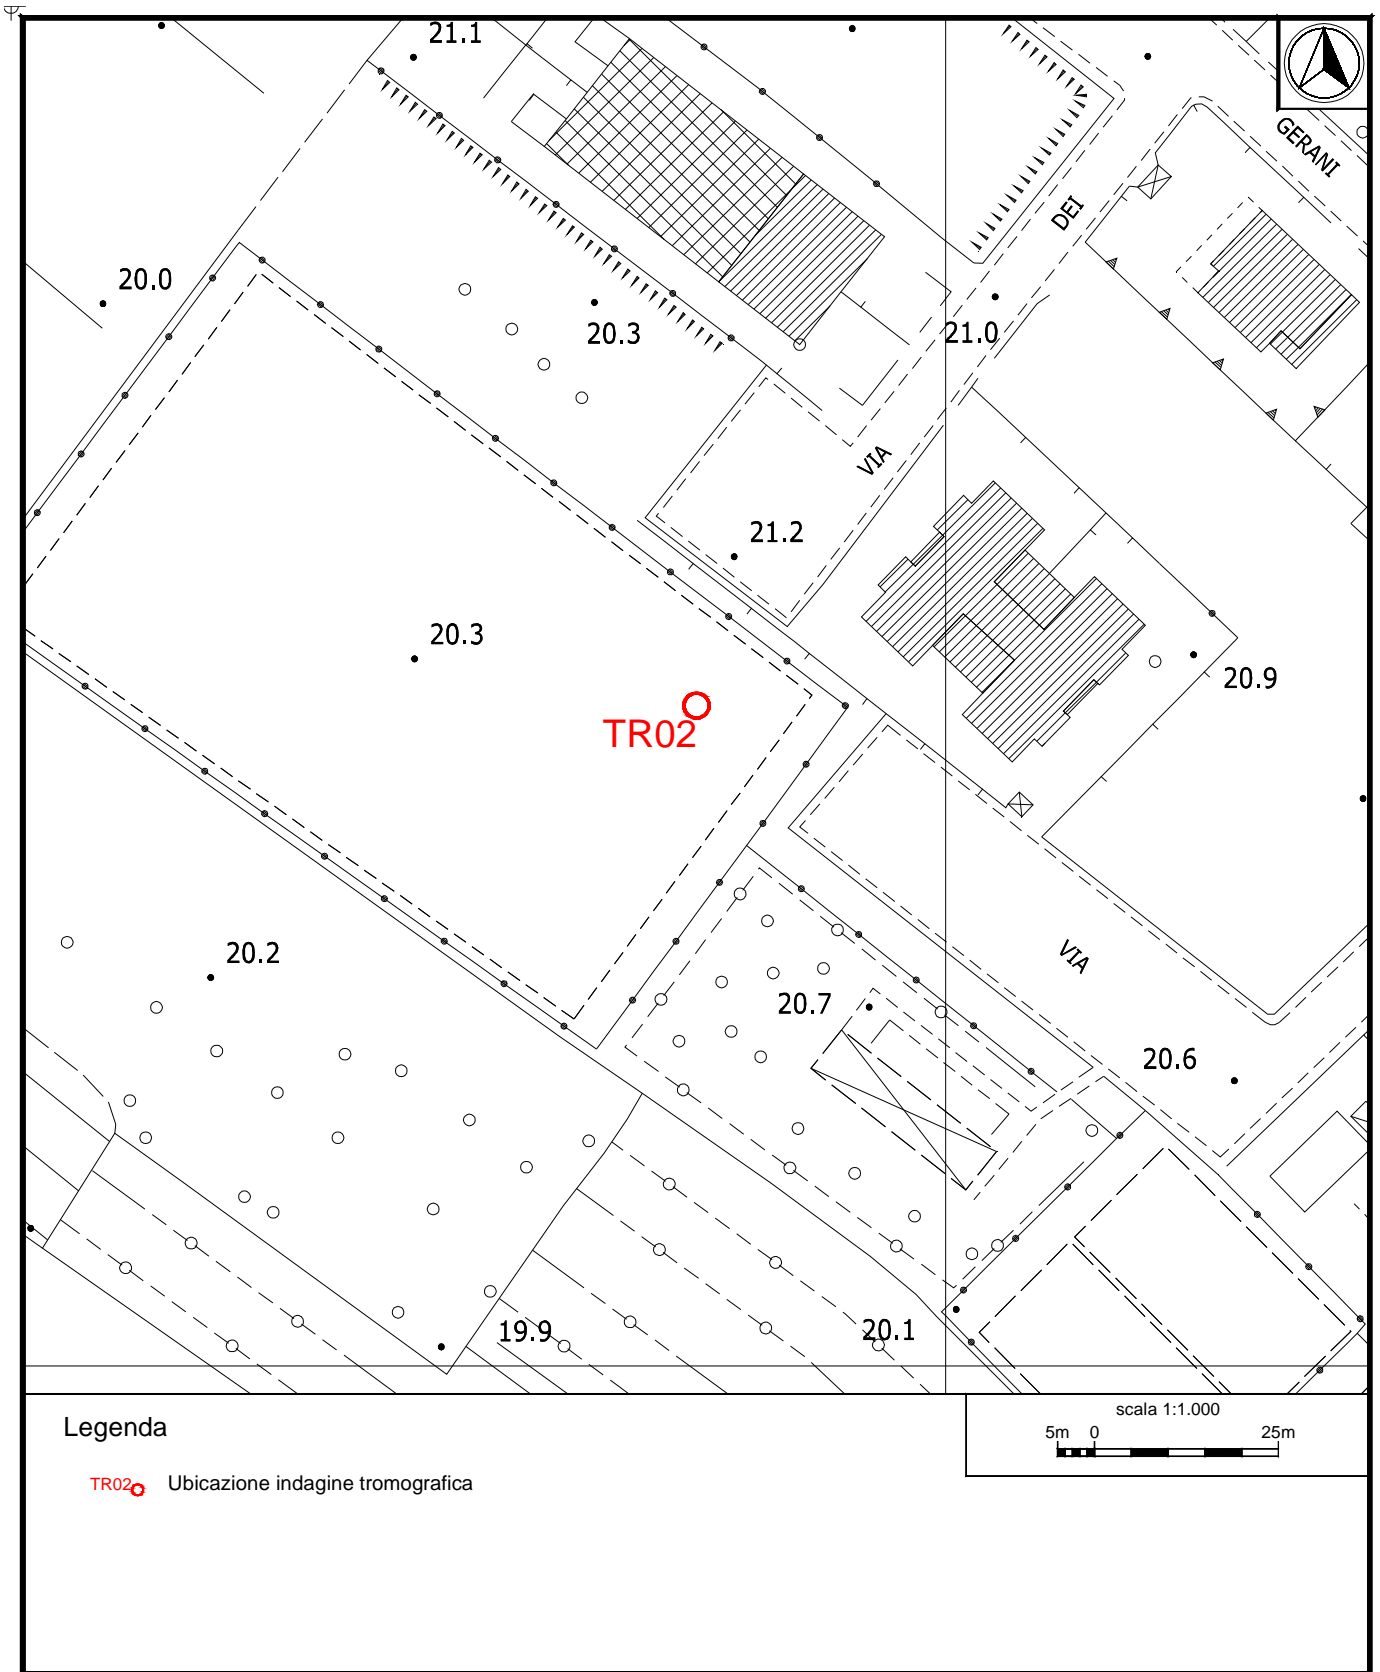 21.1
GERANI
DEI
20.0
20.3
21.0
VIA
21.2
20.3
20.9
TR02
20.2
VIA
20.7
20.6
19.9
20.1
Legenda
scala 1:1.000
5m 0 25m
TR02 Ubicazione indagine tromografica